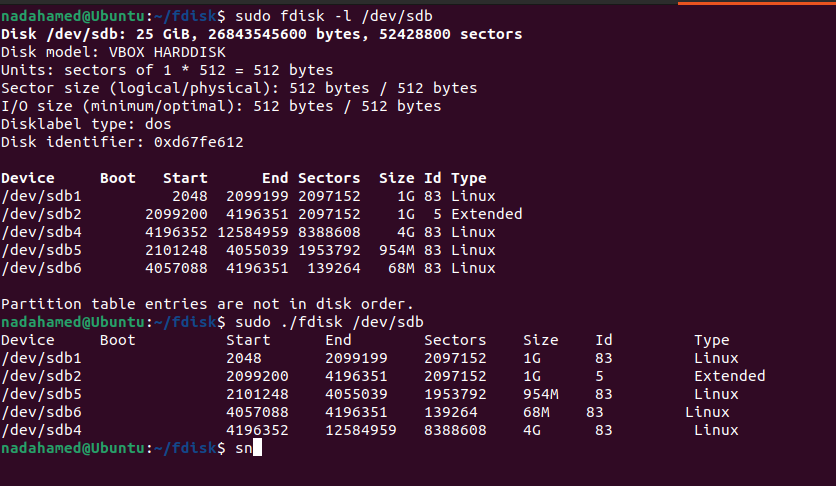 nadahamed@Ubuntu:~/fdisk$ sudo fdisk -l /dev/sdb
Disk /dev/sdb: 25 GiB, 26843545600 bytes, 52428800 sectors
Disk model: VBOX HARDDISK
Units: sectors of 1 * 512 = 512 bytes
Sector size (logical/physical): 512 bytes / 512 bytes
I/O size (minimum/optimal): 512 bytes / 512 bytes
Disklabel type: dos
Disk identifier: 0xd67fe612
Device     Boot   Start      End Sectors  Size Id Type
/dev/sdb1          2048  2099199 2097152    1G 83 Linux
/dev/sdb2       2099200  4196351 2097152    1G  5 Extended
/dev/sdb4       4196352 12584959 8388608    4G 83 Linux
/dev/sdb5       2101248  4055039 1953792  954M 83 Linux
/dev/sdb6       4057088  4196351  139264   68M 83 Linux
Partition table entries are not in disk order.
nadahamed@Ubuntu:~/fdisk$ sudo ./fdisk /dev/sdb
Device     Boot          Start      End        Sectors    Size    Id         Type
/dev/sdb1                2048       2099199    2097152    1G      83         Linux
/dev/sdb2                2099200    4196351    2097152    1G      5          Extended
/dev/sdb5                2101248    4055039    1953792    954M    83         Linux
/dev/sdb6                4057088    4196351    139264     68M    83         Linux
/dev/sdb4                4196352    12584959   8388608    4G      83         Linux
nadahamed@Ubuntu:~/fdisk$ sn